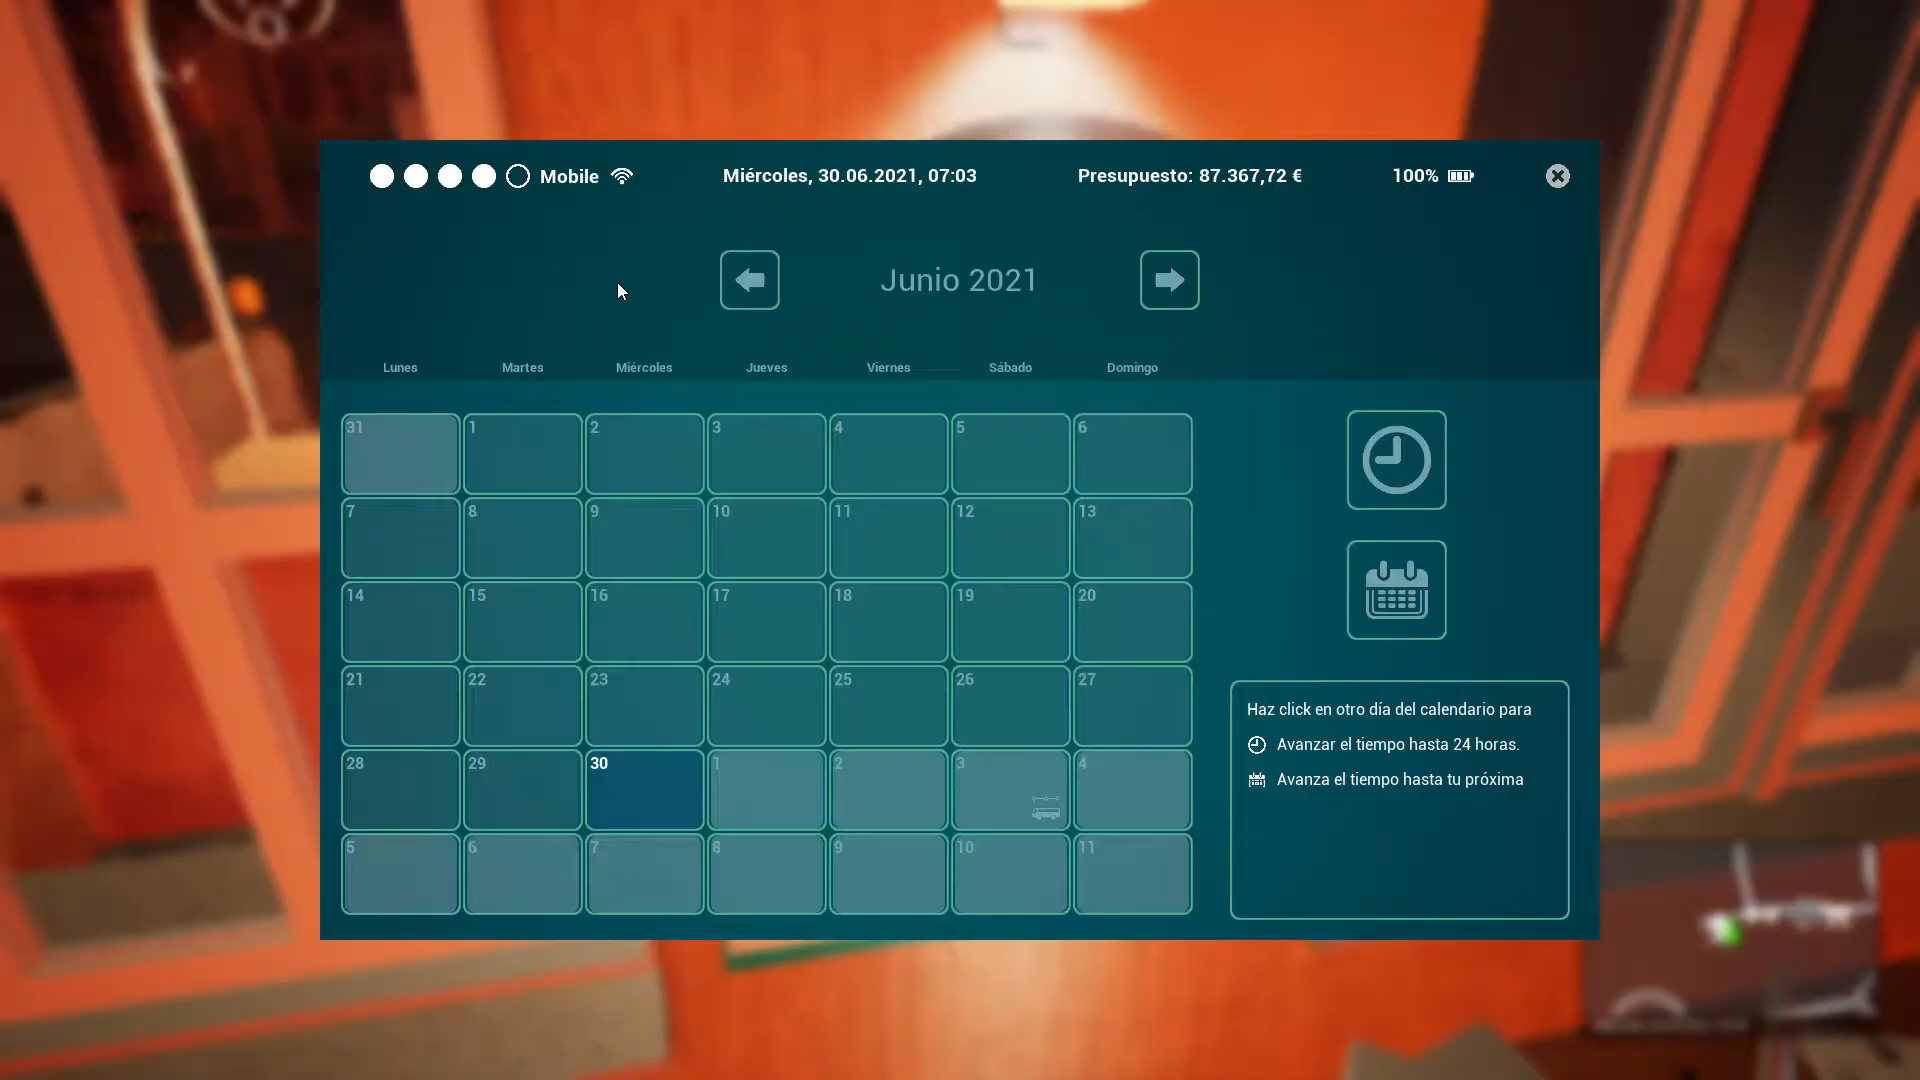 Mobile
Miércoles, 30.06.2021, 07:03
Presupuesto: 87.367,72 €
100%
Junio 2021
Lunes Martes Miércoles Jueves Viernes Sábado Domingo
31 1 2 3 4 5 6
7 8 9 10 11 12 13
14 15 16 17 18 19 20
21 22 23 24 25 26 27
28 29 30 1 2 3 4
5 6 7 8 9 10 11
Haz click en otro día del calendario para
Avanzar el tiempo hasta 24 horas.
Avanza el tiempo hasta tu próxima